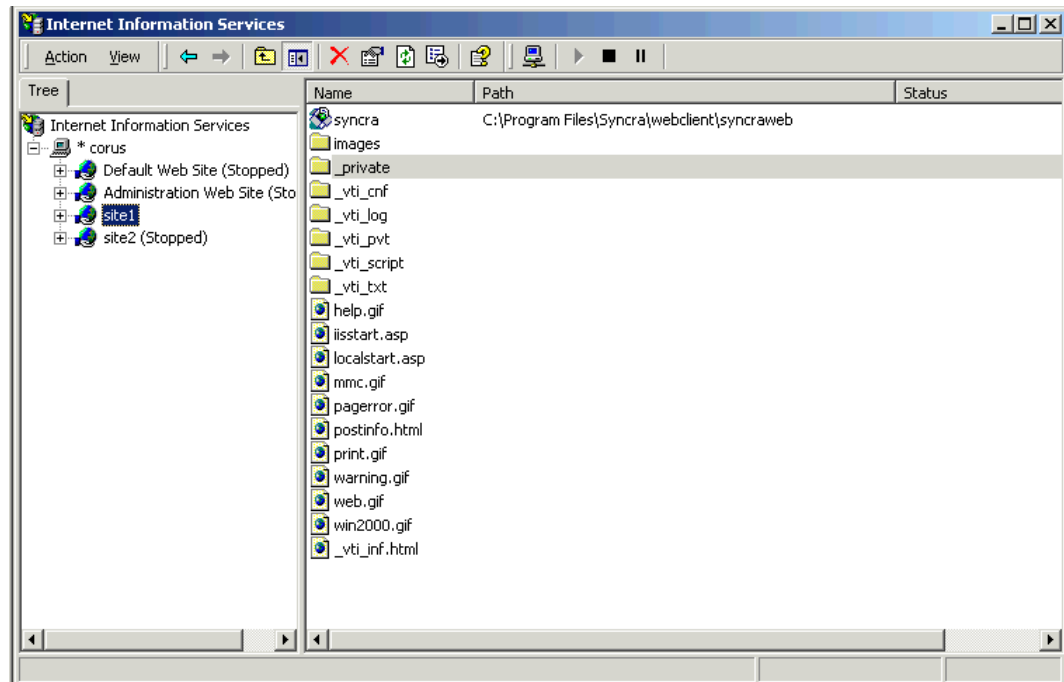 Internet Information Services
Action View
Tree
Name Path Status
Internet Information Services
* corus
Default Web Site (Stopped)
Administration Web Site (Sto
site1
site2 (Stopped)
syncra C:\Program Files\Syncra\webclient\syncraweb
images
_private
_vti_cnf
_vti_log
_vti_pvt
_vti_script
_vti_txt
help.gif
iisstart.asp
localstart.asp
mmc.gif
pagerror.gif
postinfo.html
print.gif
warning.gif
web.gif
win2000.gif
_vti_inf.html